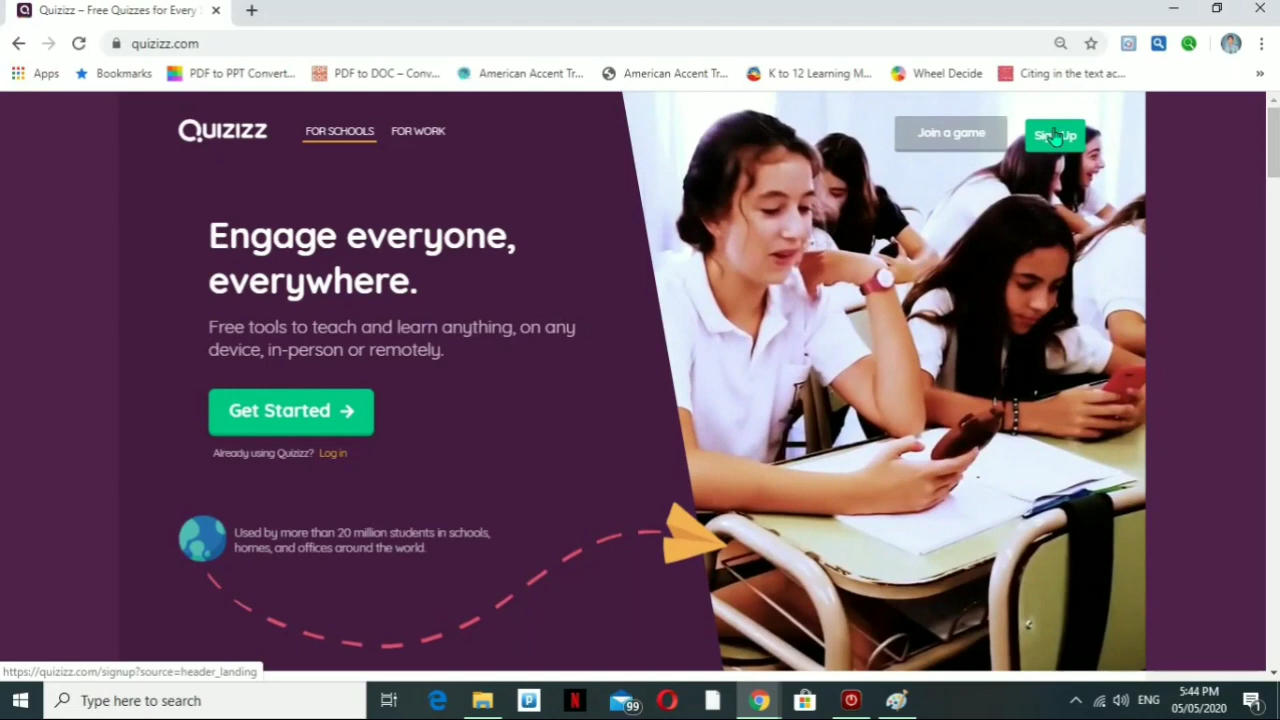 Quizizz – Free Quizzes for Every
quizizz.com
Apps
Bookmarks
PDF to PPT Convert...
PDF to DOC – Conv...
American Accent Tr...
American Accent Tr...
K to 12 Learning M...
Wheel Decide
Citing in the text ac...
»
QUIZIZZ
FOR SCHOOLS
FOR WORK
Join a game
Sign Up
Engage everyone,
everywhere.
Free tools to teach and learn anything, on any
device, in-person or remotely.
Get Started →
Already using Quizizz? Log in
Used by more than 20 million students in schools,
homes, and offices around the world.
https://quizizz.com/signup?source=header_landing
Type here to search
99
ENG
5:44 PM
05/05/2020
1